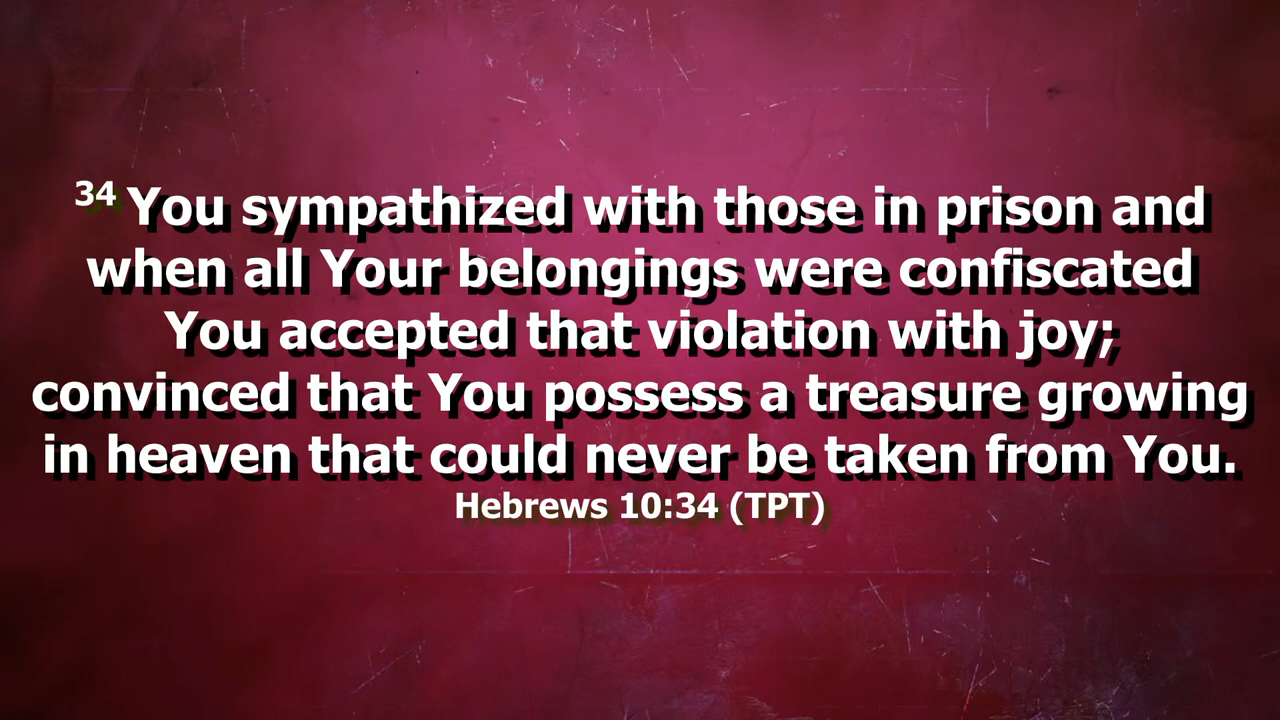 34 You sympathized with those in prison and
when all Your belongings were confiscated
You accepted that violation with joy;
convinced that You possess a treasure growing
in heaven that could never be taken from You.
Hebrews 10:34 (TPT)